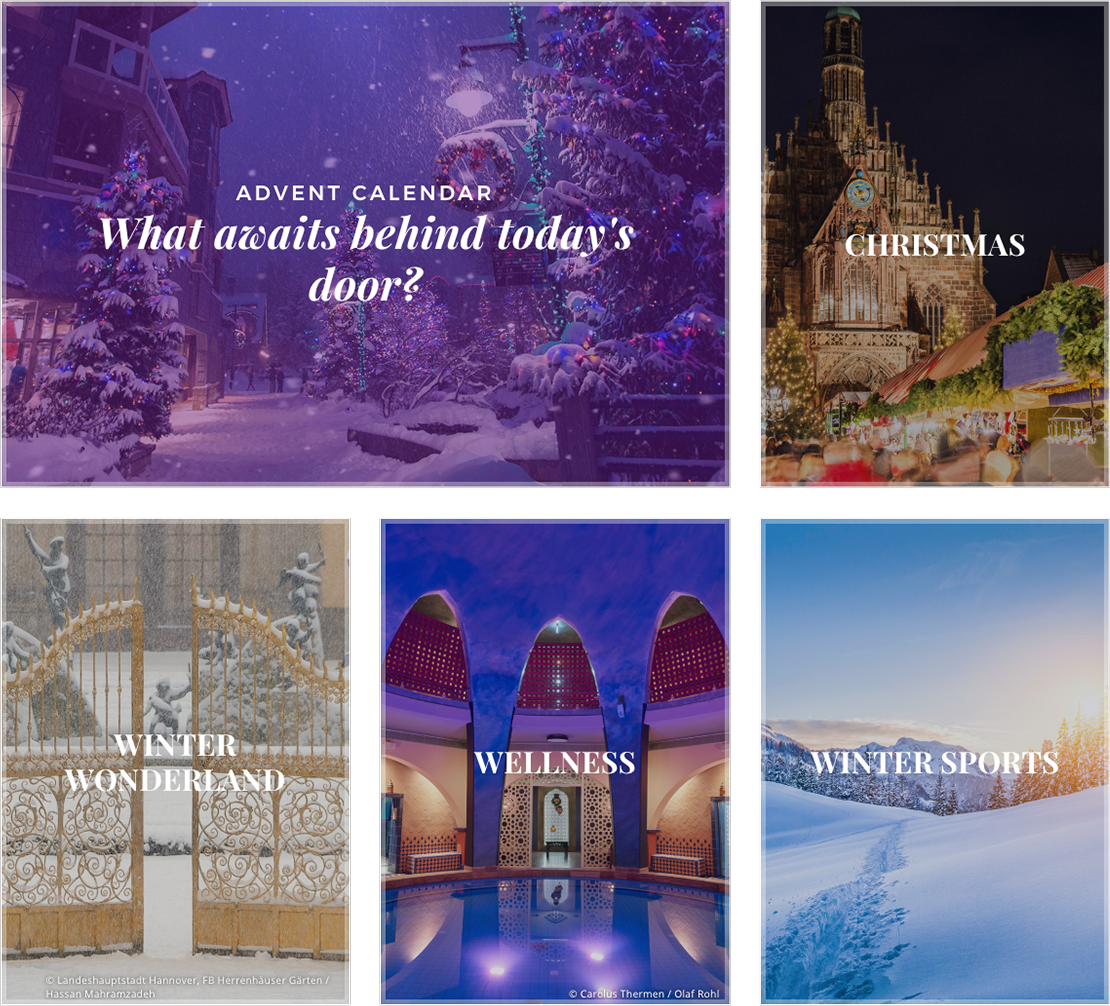 ADVENT CALENDAR
What awaits behind today's
door?
CHRISTMAS
WINTER
WONDERLAND
© Landeshauptstadt Hannover, FB Herrenhäuser Gärten /
Hassan Mahramzadeh
WELLNESS
© Carolus Thermen / Olaf Rohl
WINTER SPORTS